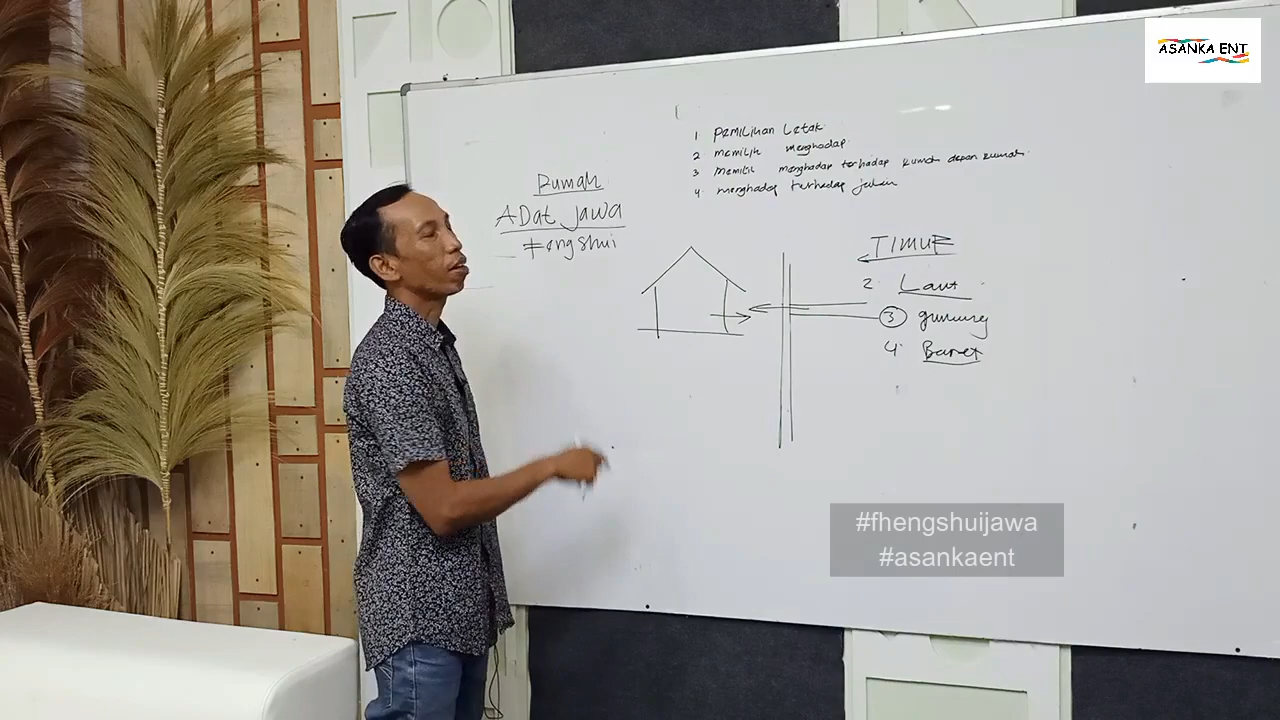 ASANKA ENT
1 Pemilihan Letak
2 memilih menghadap
3 memilih menghadap terhadap rumah depan rumah
4. menghadap terhadap jalan
Rumah
ADat Jawa
Fengshui
TIMUR
2. Laut
3 gunung
4. Barat
#fhengshuijawa
#asankaent